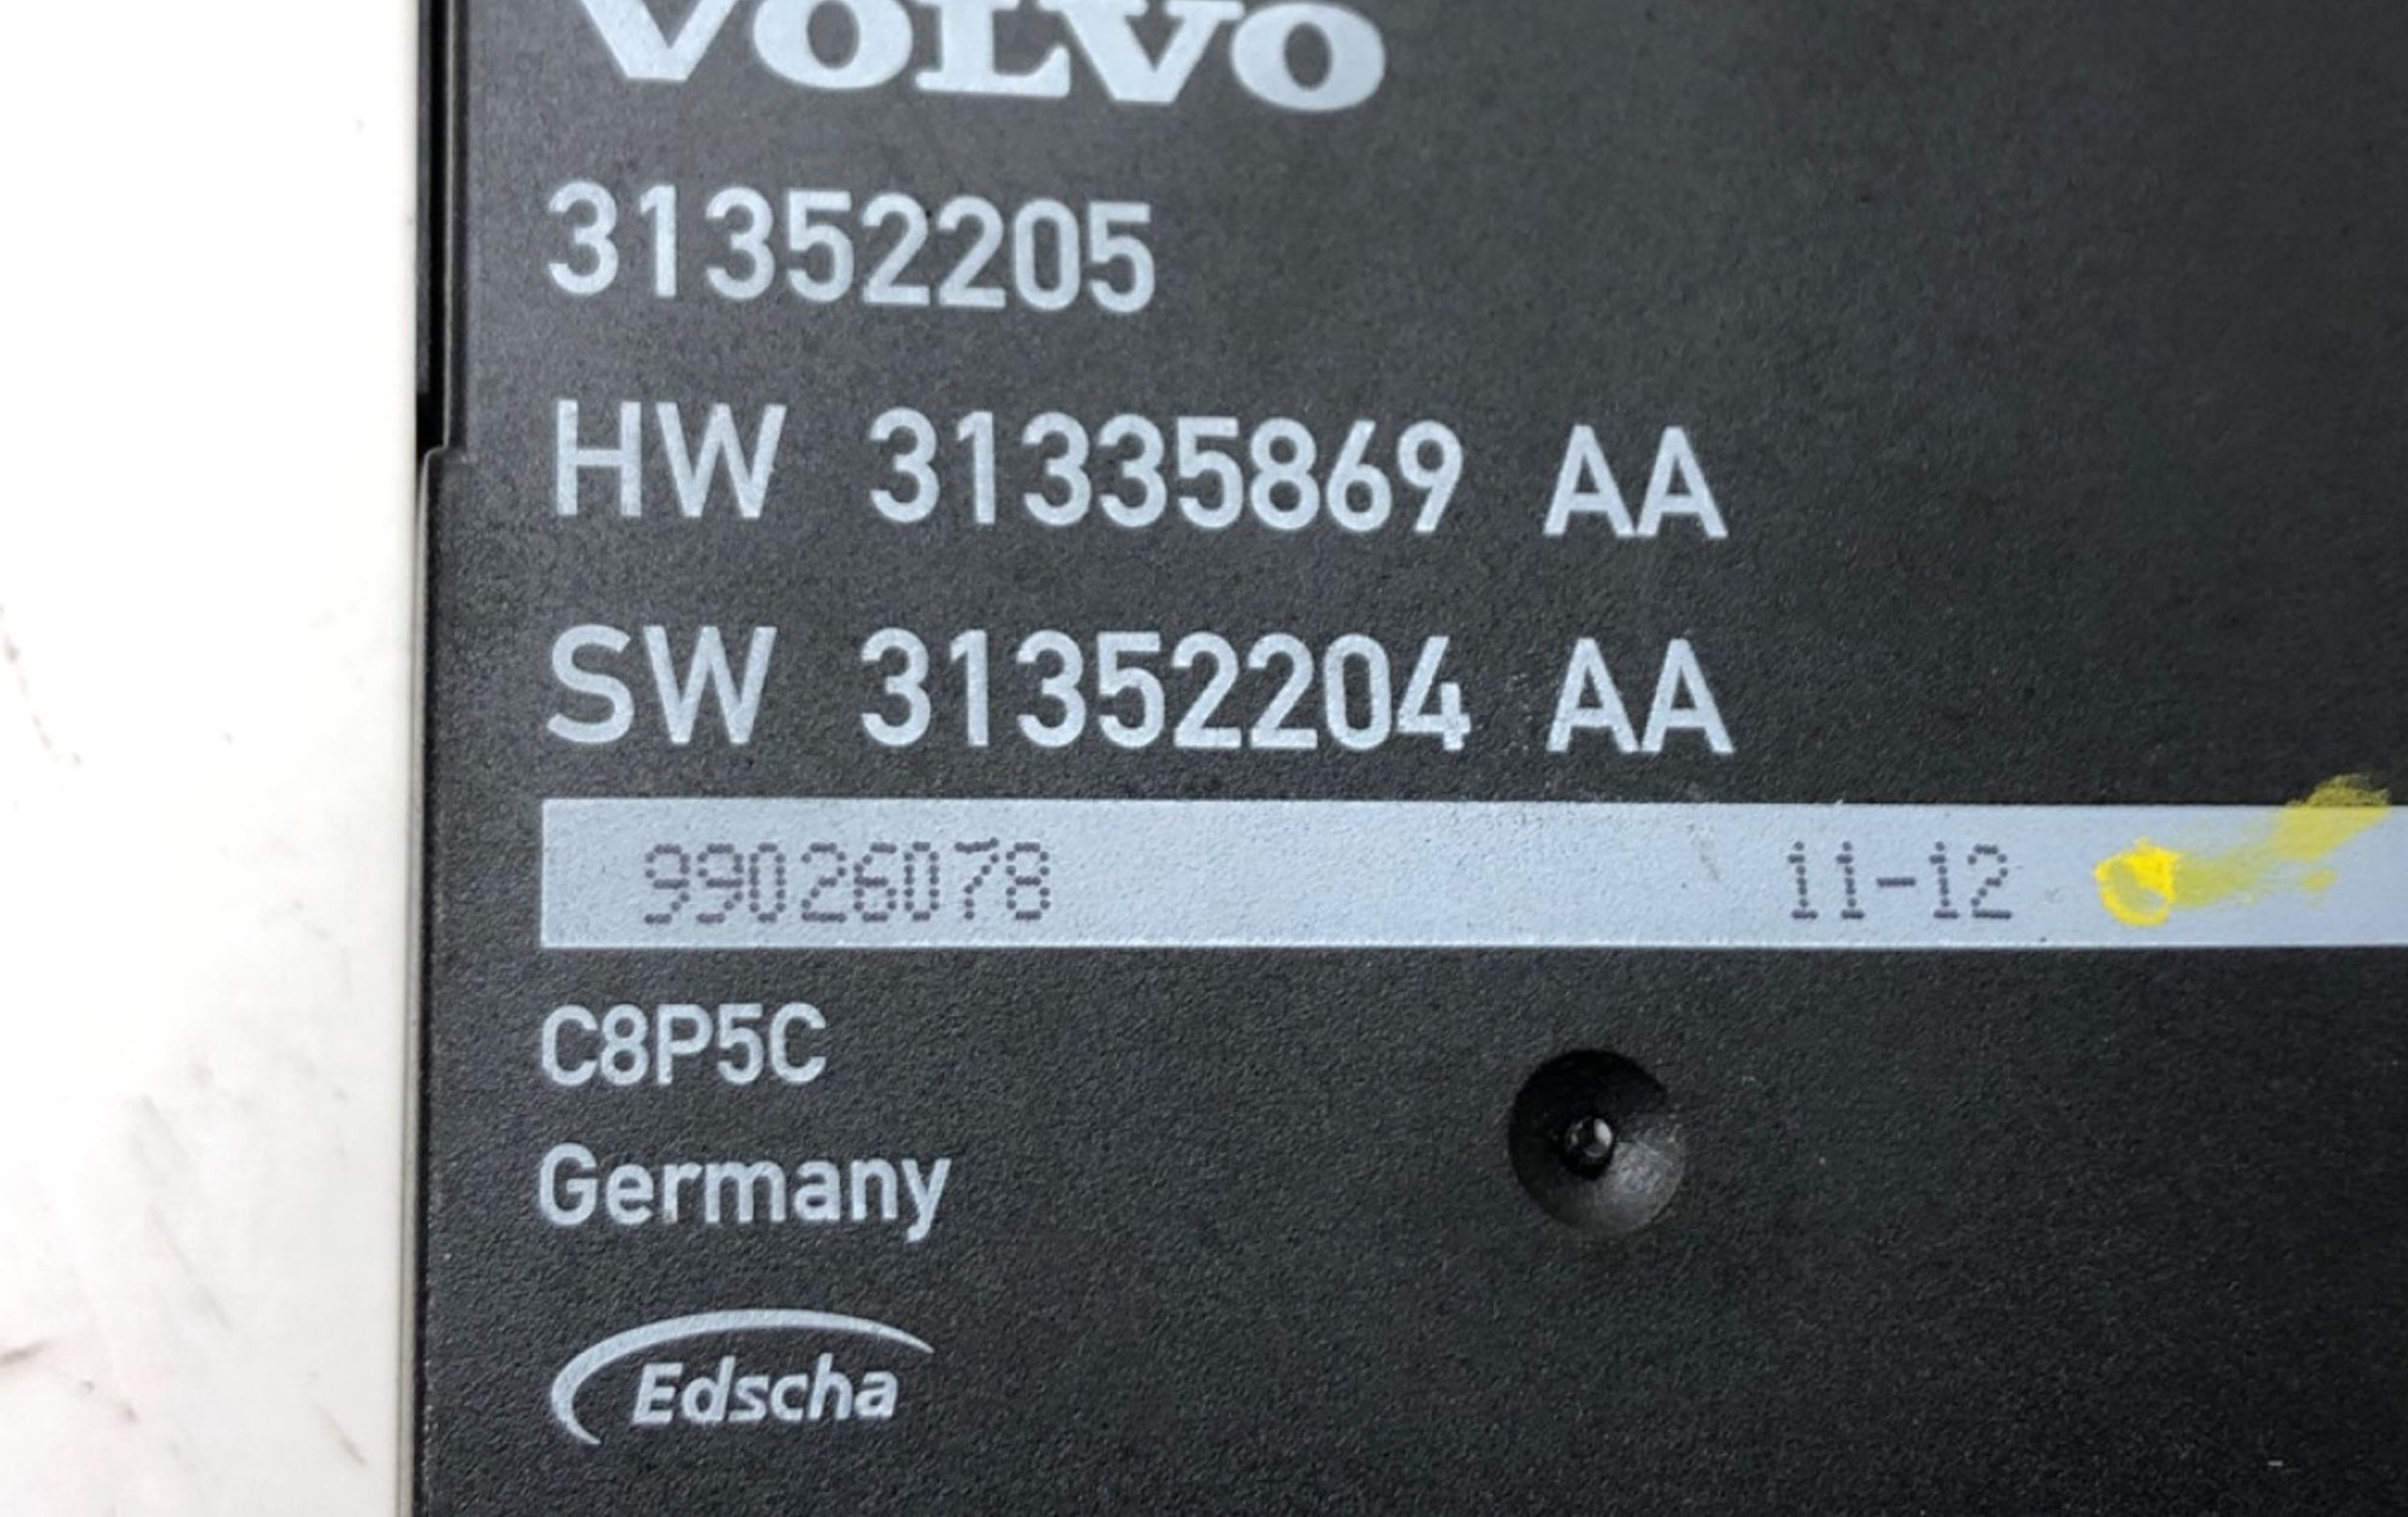 VOLVO
31352205
HW 31335869 AA
SW 31352204 AA
99026078 11-12
C8P5C
Germany
Edscha